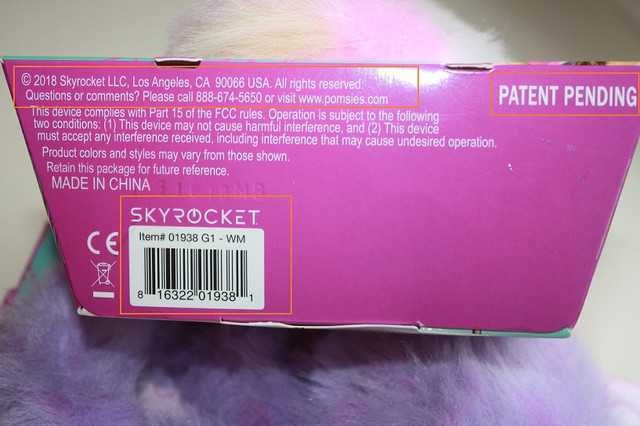 © 2018 Skyrocket LLC, Los Angeles, CA 90066 USA. All rights reserved.
Questions or comments? Please call 888-674-5650 or visit www.pomsies.com
PATENT PENDING
This device complies with Part 15 of the FCC rules. Operation is subject to the following
two conditions: (1) This device may not cause harmful interference, and (2) This device
must accept any interference received, including interference that may cause undesired operation.
Product colors and styles may vary from those shown.
Retain this package for future reference.
MADE IN CHINA
SKYROCKET
CE
Item# 01938 G1 - WM
8 16322 01938 1